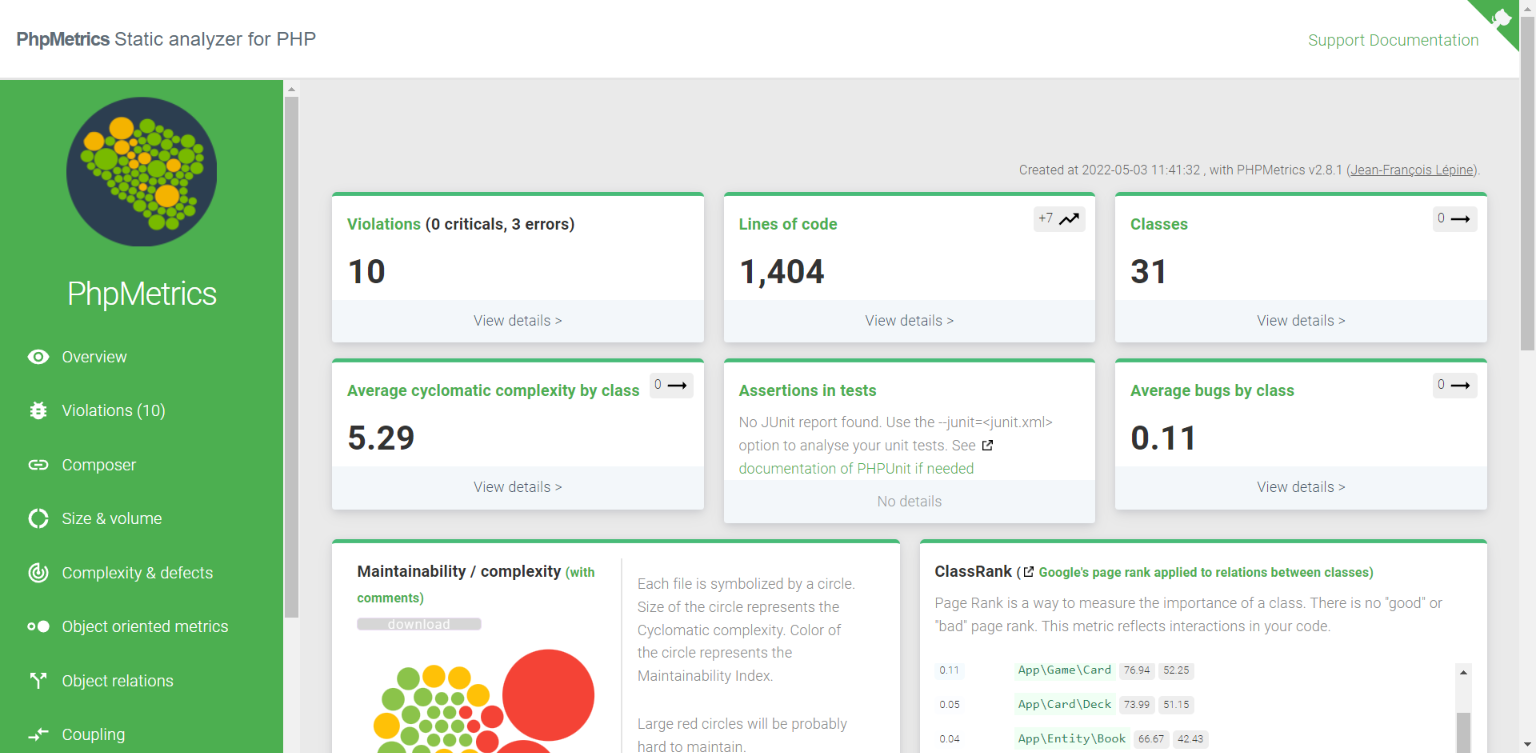 PhpMetrics Static analyzer for PHP
Support Documentation
PhpMetrics
Overview
Violations (10)
Composer
Size & volume
Complexity & defects
Object oriented metrics
Object relations
Coupling
Created at 2022-05-03 11:41:32 , with PHPMetrics v2.8.1 (Jean-François Lépine).
Violations (0 criticals, 3 errors)
10
View details >
Lines of code
+7
1,404
View details >
Classes
0
31
View details >
Average cyclomatic complexity by class
0
5.29
View details >
Assertions in tests
No JUnit report found. Use the --junit=<junit.xml>
option to analyse your unit tests. See
documentation of PHPUnit if needed
No details
Average bugs by class
0
0.11
View details >
Maintainability / complexity (with
comments)
download
Each file is symbolized by a circle.
Size of the circle represents the
Cyclomatic complexity. Color of
the circle represents the
Maintainability Index.
Large red circles will be probably
hard to maintain.
ClassRank (Google's page rank applied to relations between classes)
Page Rank is a way to measure the importance of a class. There is no "good" or
"bad" page rank. This metric reflects interactions in your code.
0.11 App\Game\Card 76.94 52.25
0.05 App\Card\Deck 73.99 51.15
0.04 App\Entity\Book 66.67 42.43